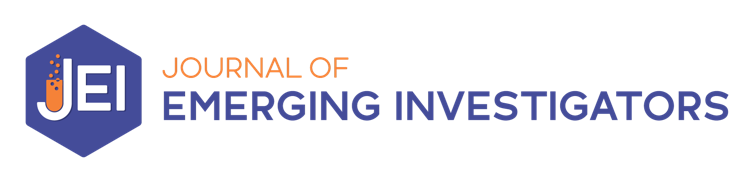 JEI
JOURNAL OF
EMERGING INVESTIGATORS